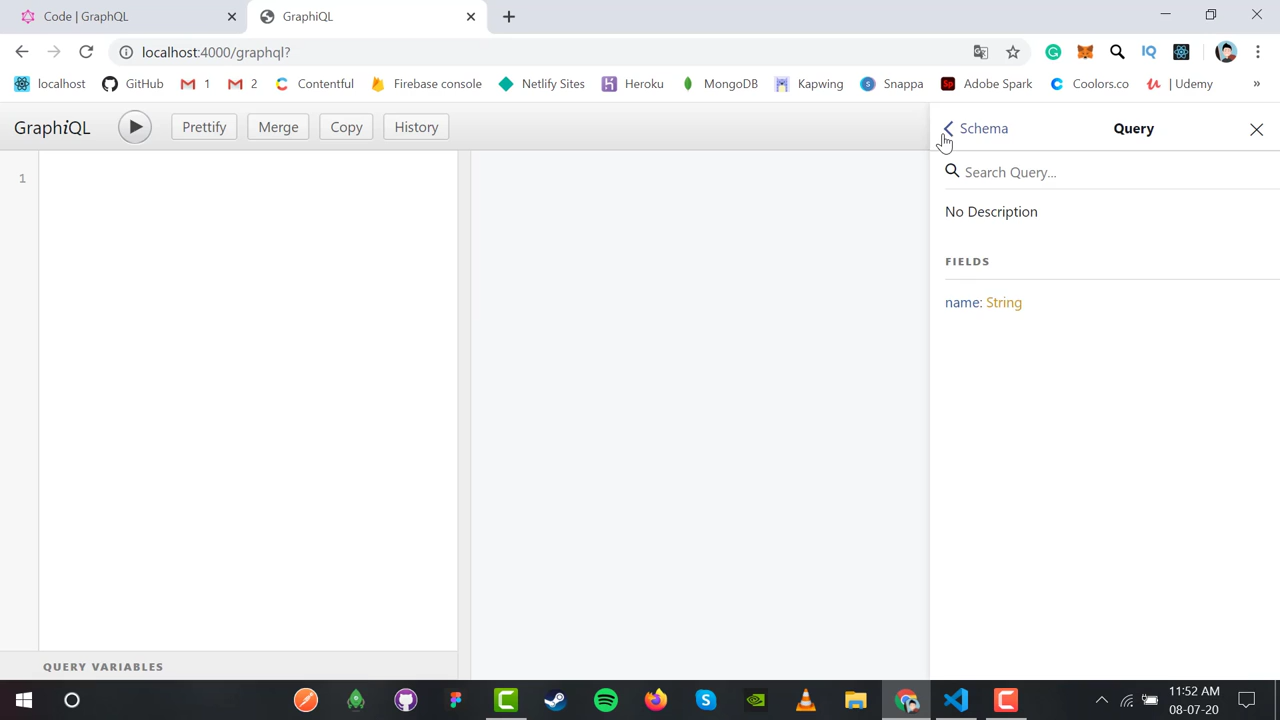 Code | GraphQL
GraphiQL
localhost:4000/graphql?
localhost
GitHub
1
2
Contentful
Firebase console
Netlify Sites
Heroku
MongoDB
Kapwing
Snappa
Adobe Spark
Coolors.co
| Udemy
»
GraphiQL
Prettify
Merge
Copy
History
Schema
Query
1
Search Query...
No Description
FIELDS
name: String
QUERY VARIABLES
11:52 AM
08-07-20